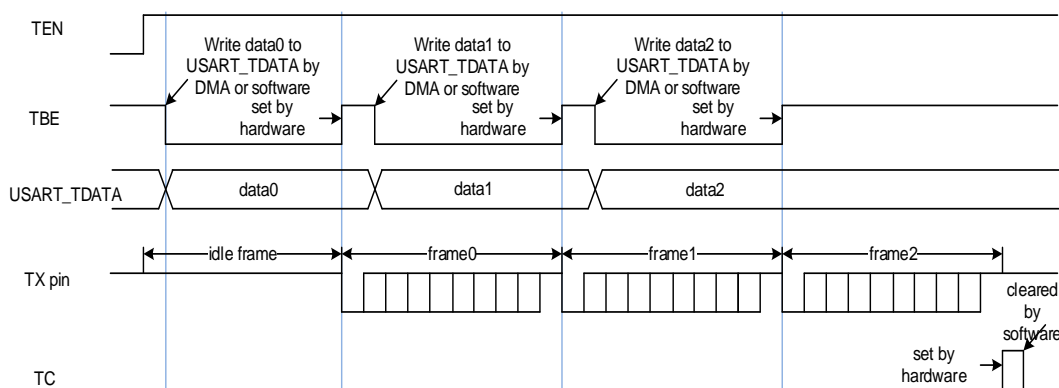 TEN
Write data0 to
USART_TDATA by
DMA or software
Write data1 to
USART_TDATA by
DMA or software
Write data2 to
USART_TDATA by
DMA or software
TBE
set by
hardware
set by
hardware
set by
hardware
USART_TDATA
data0
data1
data2
idle frame
frame0
frame1
frame2
TX pin
cleared
by
software
set by
hardware
TC